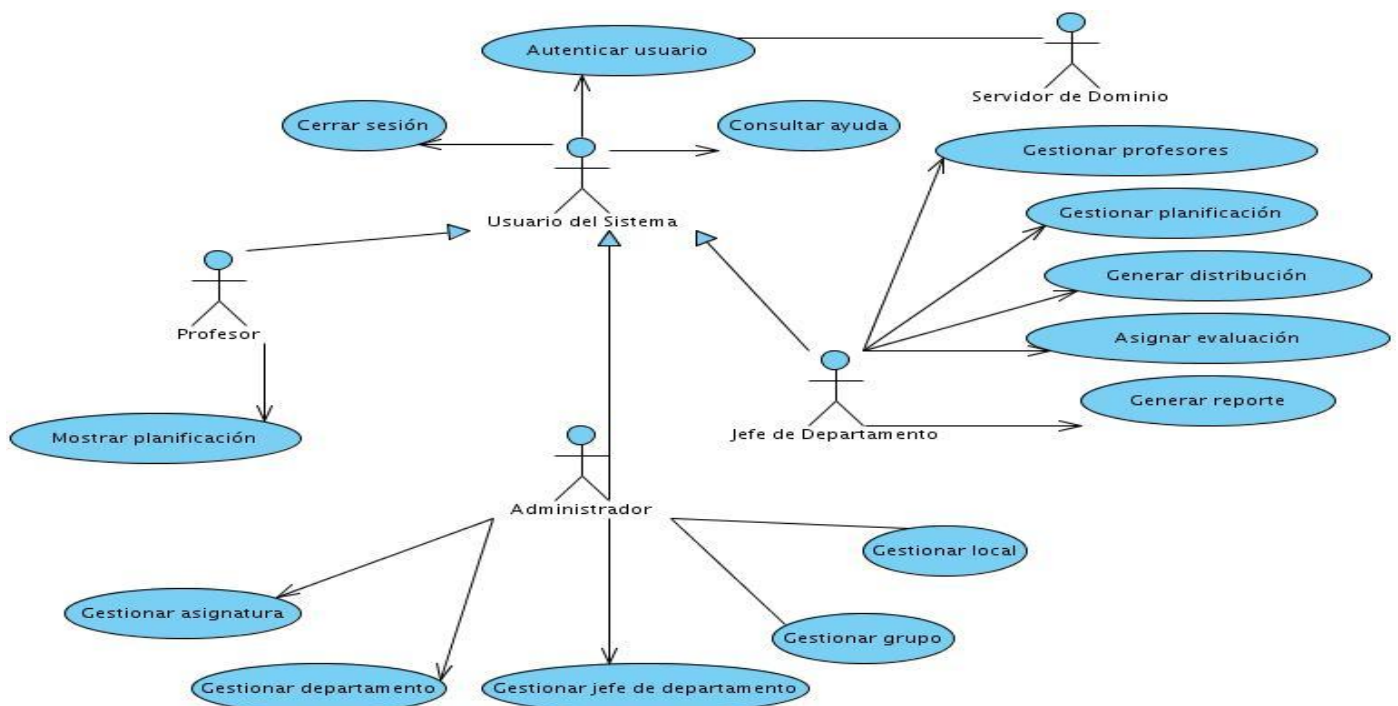 Autenticar usuario
Servidor de Dominio
Cerrar sesión
Consultar ayuda
Gestionar profesores
Usuario del Sistema
Gestionar planificación
Generar distribución
Profesor
Asignar evaluación
Generar reporte
Mostrar planificación
Jefe de Departamento
Administrador
Gestionar local
Gestionar asignatura
Gestionar grupo
Gestionar departamento
Gestionar jefe de departamento